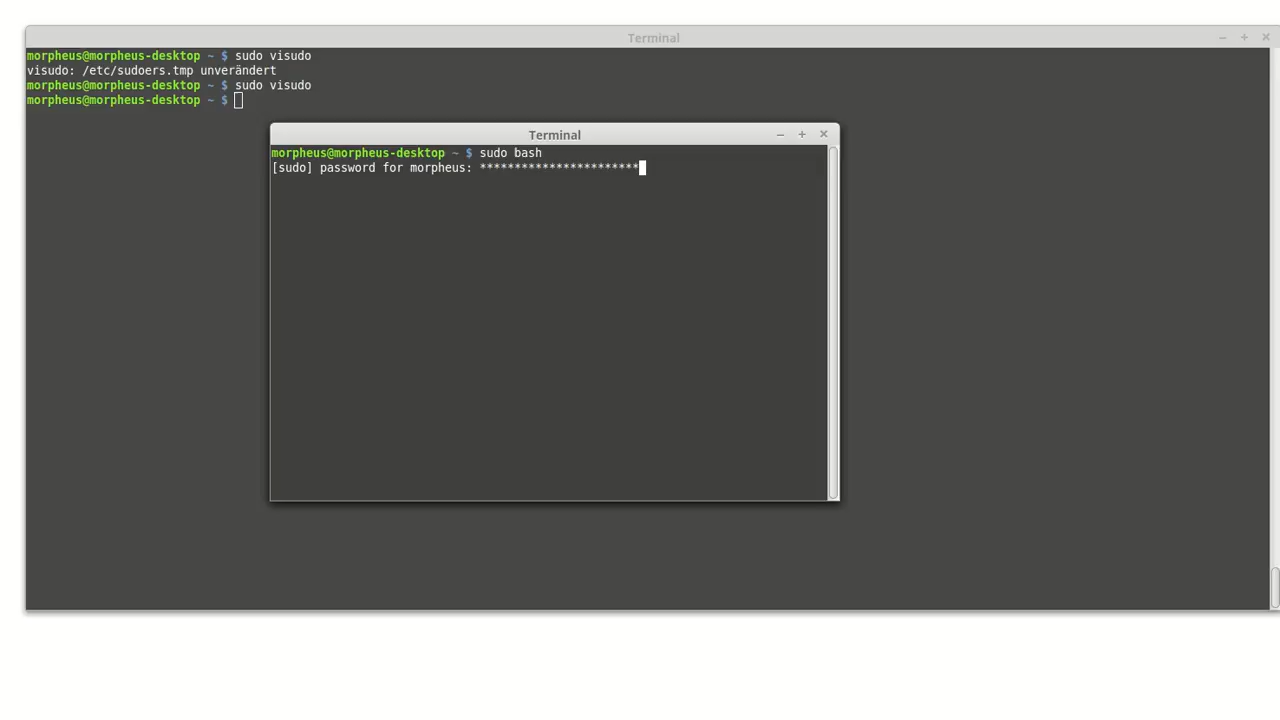 Terminal
morpheus@morpheus-desktop ~ $ sudo visudo
visudo: /etc/sudoers.tmp unverändert
morpheus@morpheus-desktop ~ $ sudo visudo
morpheus@morpheus-desktop ~ $
Terminal
morpheus@morpheus-desktop ~ $ sudo bash
[sudo] password for morpheus: ***********************